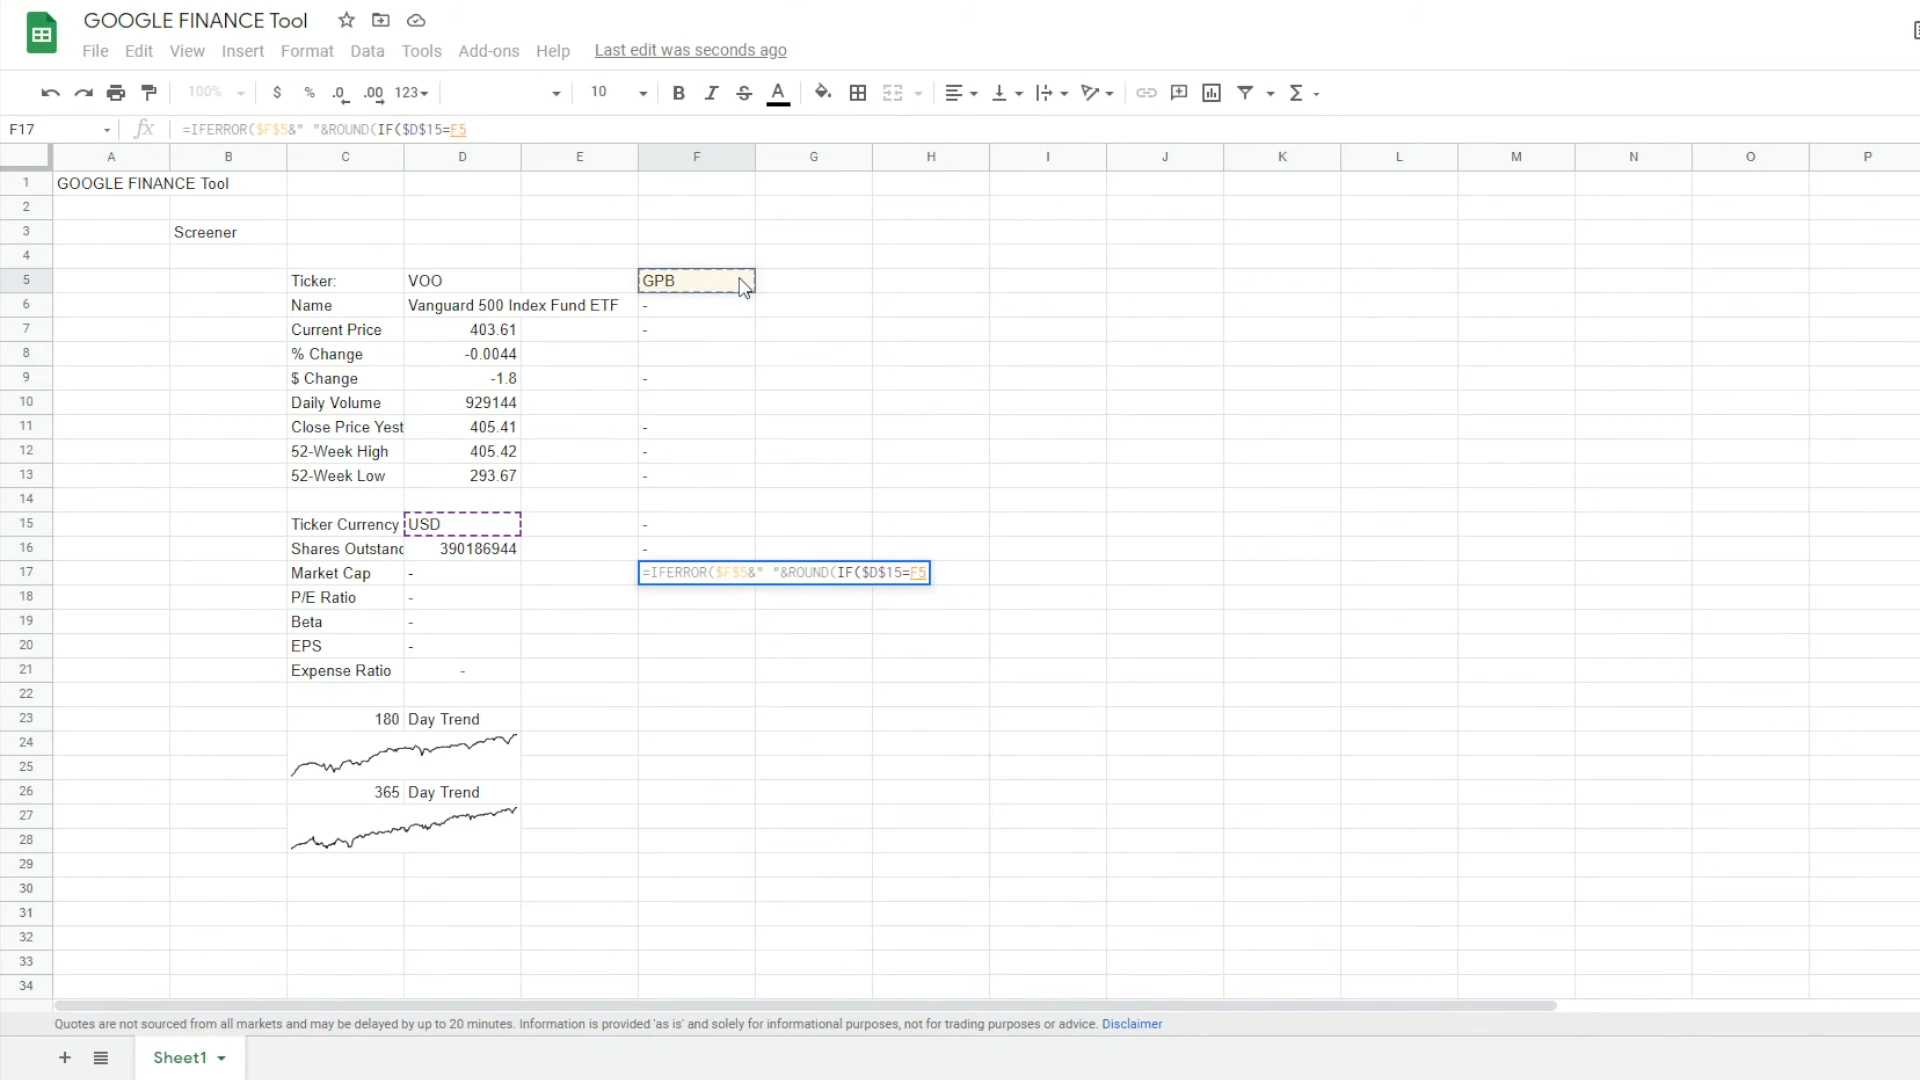 GOOGLE FINANCE Tool
File Edit View Insert Format Data Tools Add-ons Help Last edit was seconds ago
100% $ % .0 .00 123 10 B I S A Σ
F17 fx =IFERROR($F$5&" "&ROUND(IF($D$15=F5
A B C D E F G H I J K L M N O P
1 GOOGLE FINANCE Tool
2
3 Screener
4
5 Ticker: VOO GPB
6 Name Vanguard 500 Index Fund ETF -
7 Current Price 403.61 -
8 % Change -0.0044
9 $ Change -1.8 -
10 Daily Volume 929144
11 Close Price Yest 405.41 -
12 52-Week High 405.42 -
13 52-Week Low 293.67 -
14
15 Ticker Currency USD -
16 Shares Outstanc 390186944 -
17 Market Cap - =IFERROR($F$5&" "&ROUND(IF($D$15=F5
18 P/E Ratio -
19 Beta -
20 EPS -
21 Expense Ratio -
22
23 180 Day Trend
24
25
26 365 Day Trend
27
28
29
30
31
32
33
34
Quotes are not sourced from all markets and may be delayed by up to 20 minutes. Information is provided 'as is' and solely for informational purposes, not for trading purposes or advice. Disclaimer
+ Sheet1